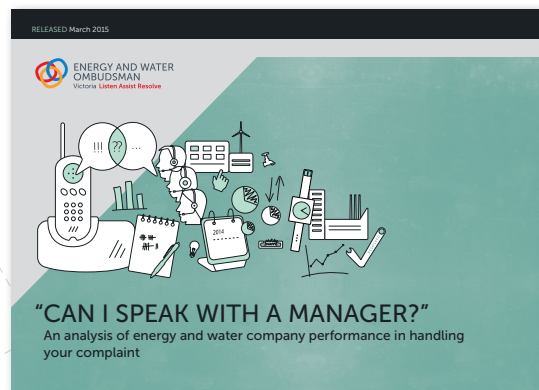 RELEASED March 2015
ENERGY AND WATER
OMBUDSMAN
Victoria Listen Assist Resolve
!!! ?? ...
2014
"CAN I SPEAK WITH A MANAGER?"
An analysis of energy and water company performance in handling
your complaint